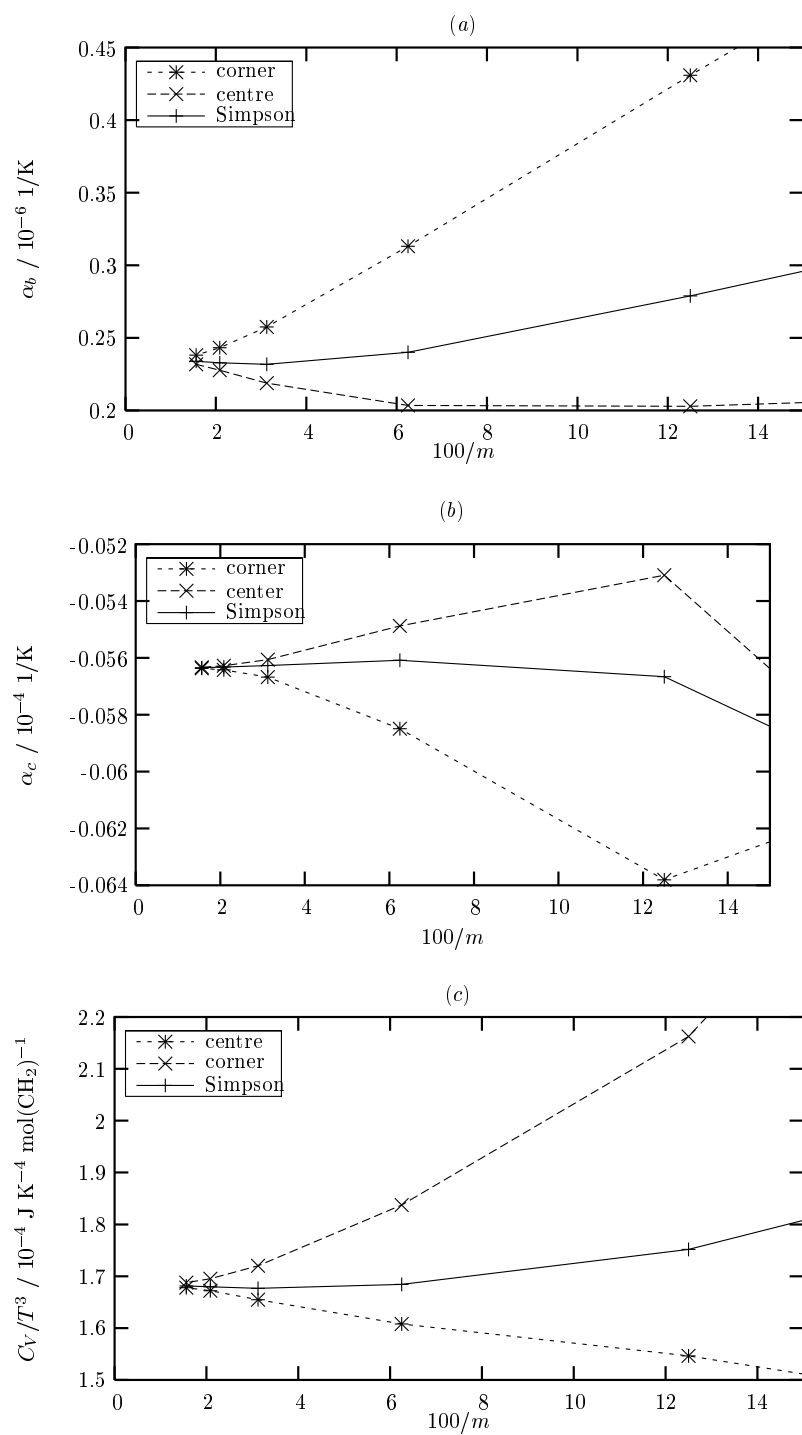 (a)
0.45
0.4
0.35
0.3
0.25
0.2
α_b / 10^−6 1/K
corner
centre
Simpson
0 2 4 6 8 10 12 14
100/m
(b)
-0.052
-0.054
-0.056
-0.058
-0.06
-0.062
-0.064
α_c / 10^−4 1/K
corner
center
Simpson
0 2 4 6 8 10 12 14
100/m
(c)
2.2
2.1
2
1.9
1.8
1.7
1.6
1.5
C_V/T^3 / 10^−4 J K^−4 mol(CH_2)^−1
centre
corner
Simpson
0 2 4 6 8 10 12 14
100/m